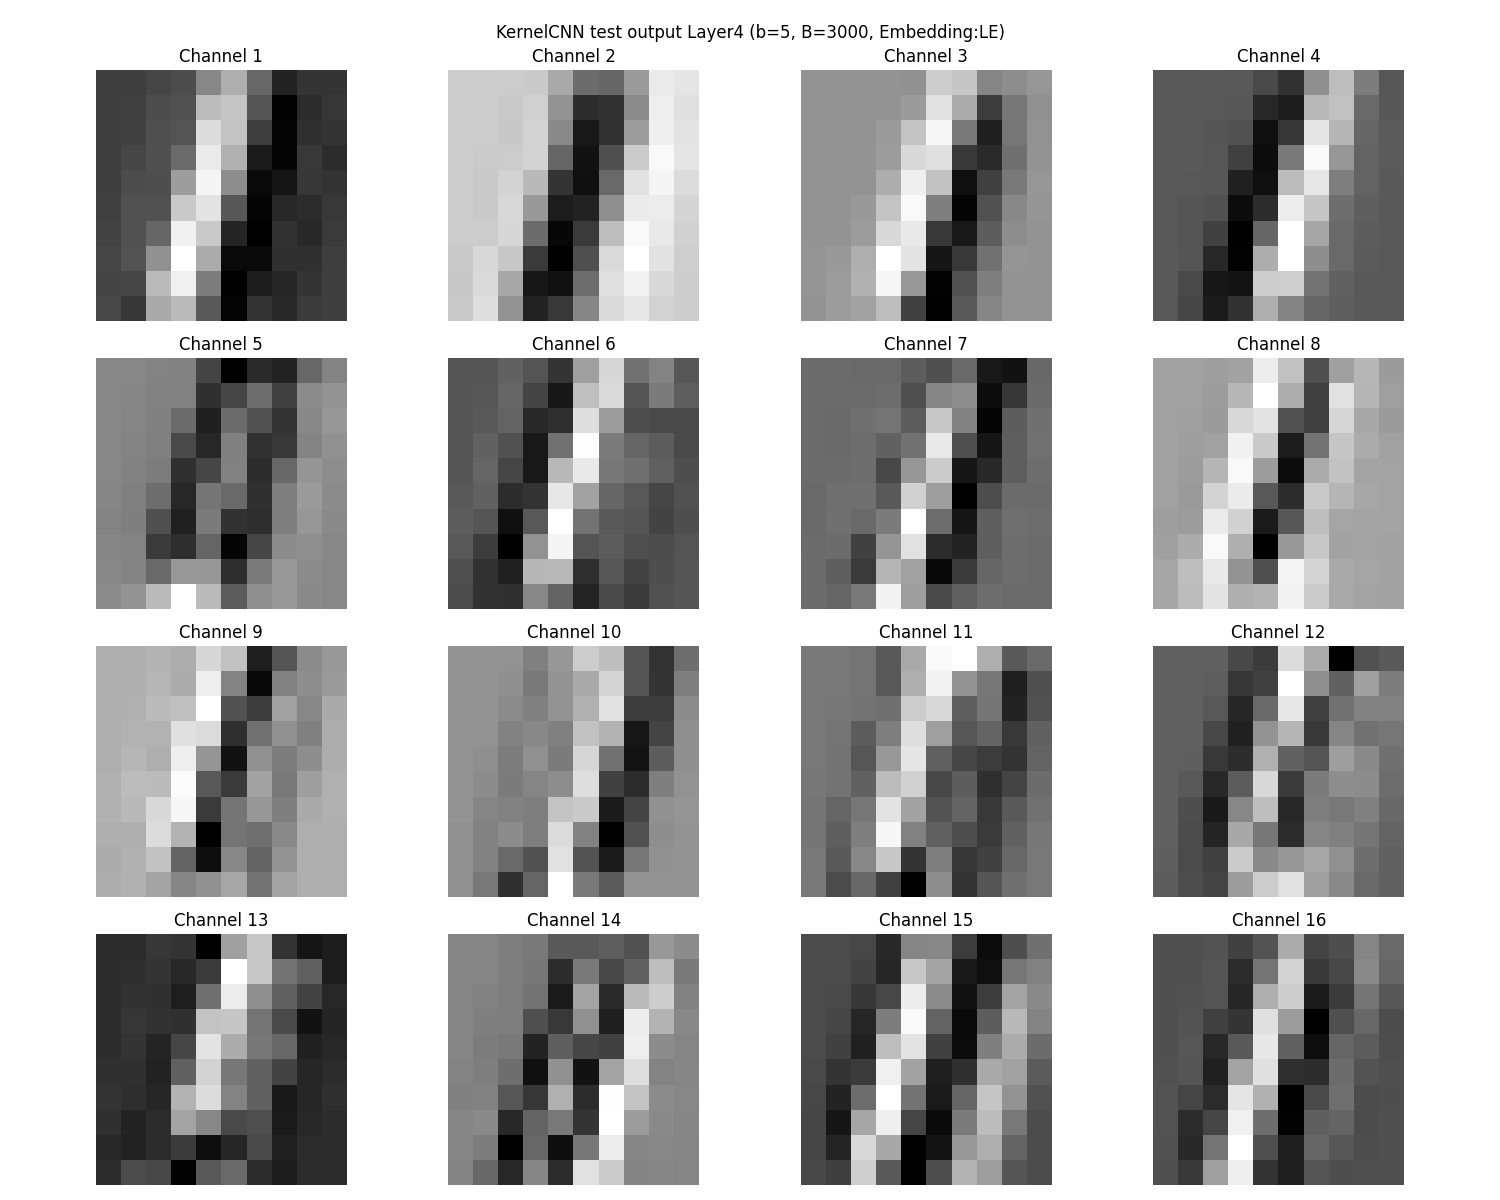 KernelCNN test output Layer4 (b=5, B=3000, Embedding:LE)
Channel 1
Channel 2
Channel 3
Channel 4
Channel 5
Channel 6
Channel 7
Channel 8
Channel 9
Channel 10
Channel 11
Channel 12
Channel 13
Channel 14
Channel 15
Channel 16